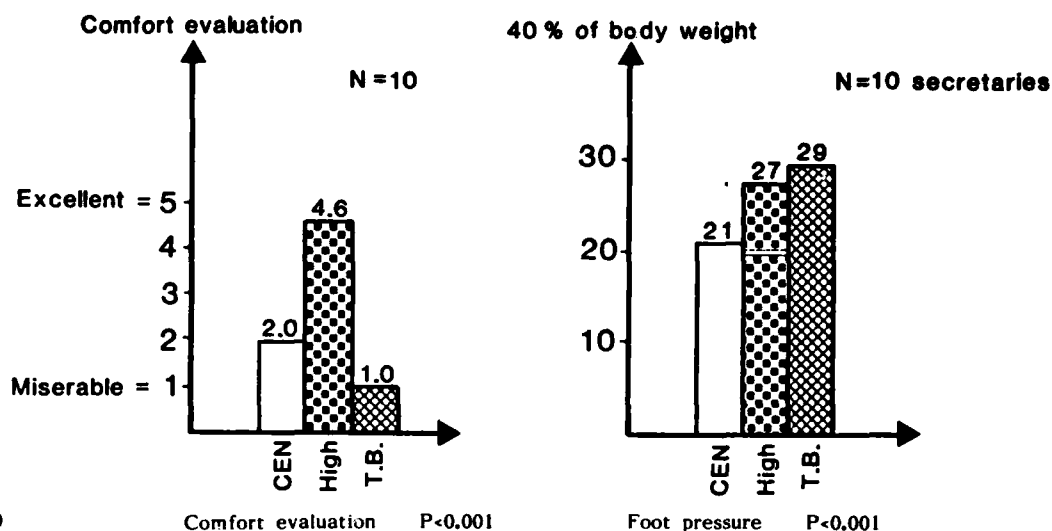 Comfort evaluation
N =10
Excellent = 5
4
3
2
Miserable = 1
2.0
4.6
1.0
CEN
High
T.B.
Comfort evaluation P<0.001
40 % of body weight
N=10 secretaries
30
20
10
21
27
29
CEN
High
T.B.
Foot pressure P<0.001